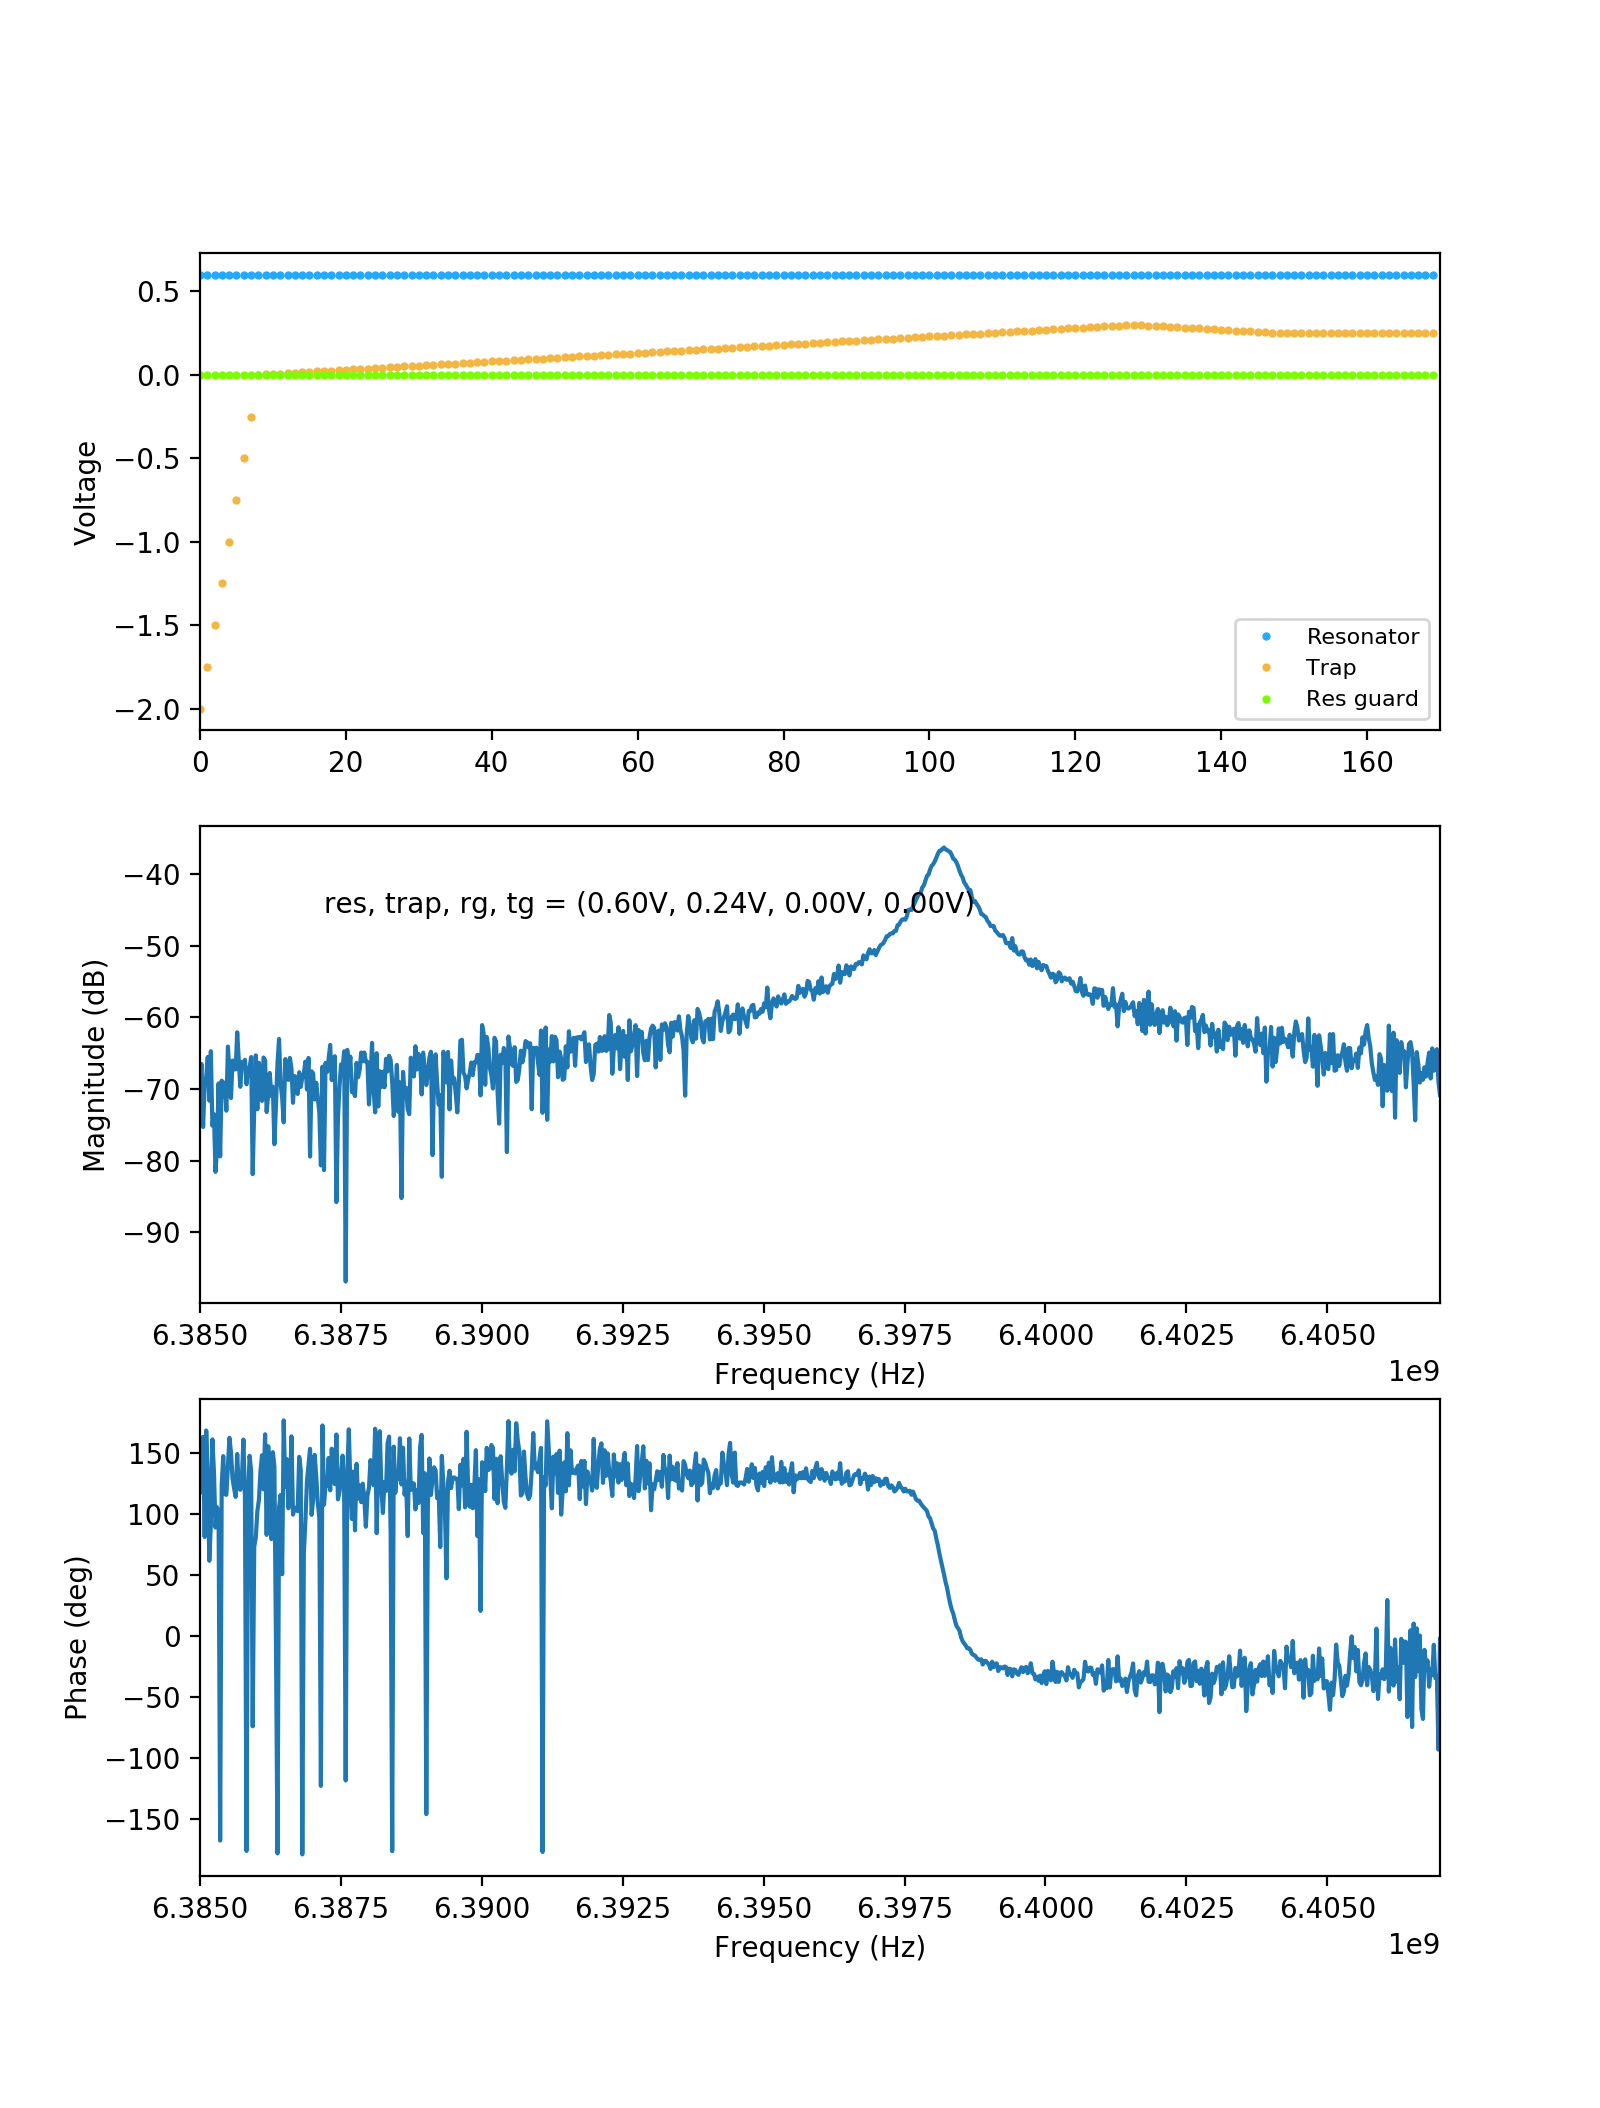 0.5
0.0
−0.5
−1.0
−1.5
−2.0
Voltage
Resonator
Trap
Res guard
0 20 40 60 80 100 120 140 160
−40
−50
−60
−70
−80
−90
Magnitude (dB)
res, trap, rg, tg = (0.60V, 0.24V, 0.00V, 0.00V)
6.3850 6.3875 6.3900 6.3925 6.3950 6.3975 6.4000 6.4025 6.4050
1e9
Frequency (Hz)
150
100
50
0
−50
−100
−150
Phase (deg)
6.3850 6.3875 6.3900 6.3925 6.3950 6.3975 6.4000 6.4025 6.4050
1e9
Frequency (Hz)